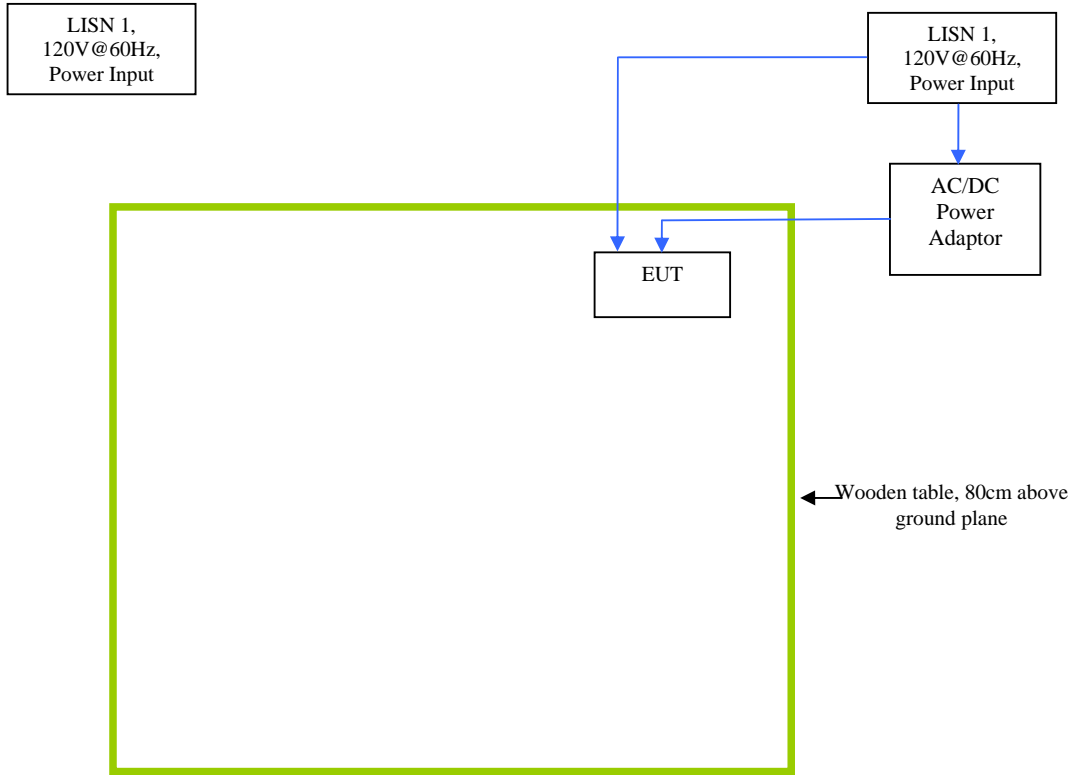 LISN 1,
120V@60Hz,
Power Input
LISN 1,
120V@60Hz,
Power Input
AC/DC
Power
Adaptor
EUT
Wooden table, 80cm above
ground plane